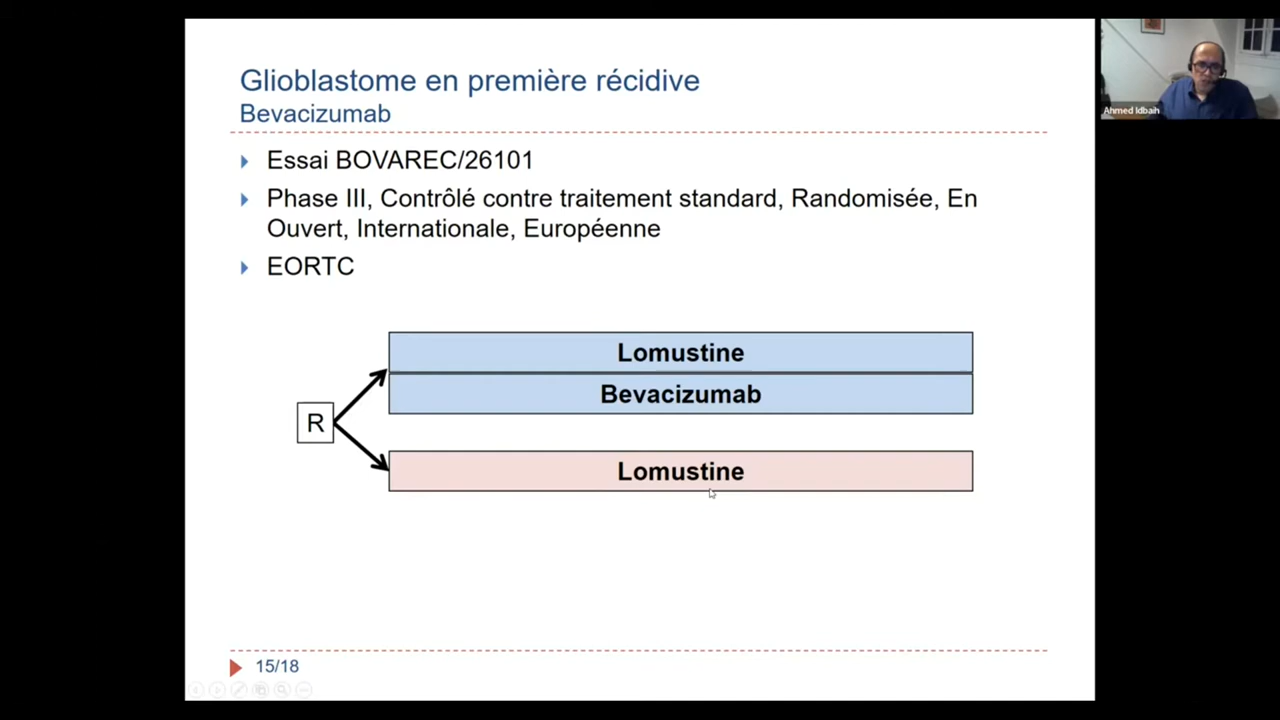 Glioblastome en première récidive
Bevacizumab
Essai BOVAREC/26101
Phase III, Contrôlé contre traitement standard, Randomisée, En
Ouvert, Internationale, Européenne
EORTC
Lomustine
Bevacizumab
R
Lomustine
15/18
Ahmed Idbaih